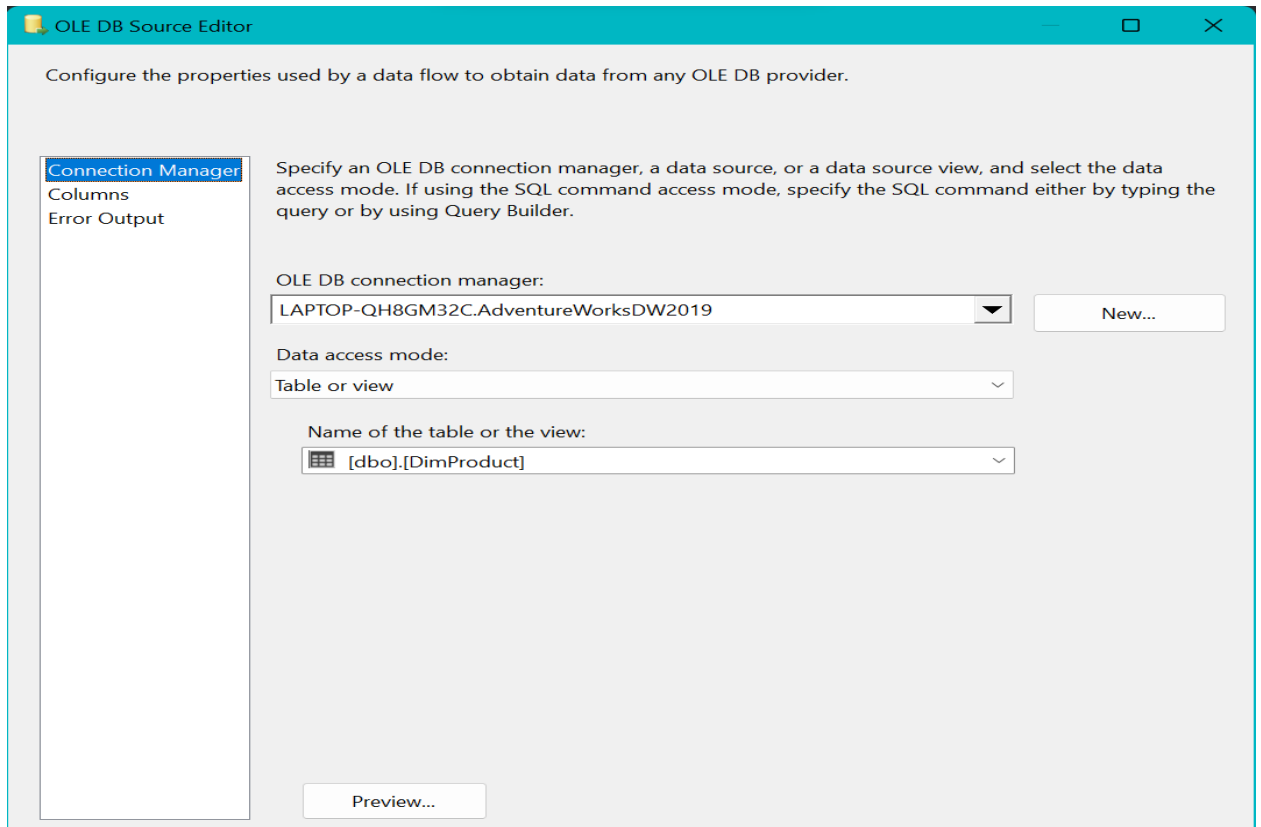 OLE DB Source Editor
Configure the properties used by a data flow to obtain data from any OLE DB provider.
Connection Manager
Columns
Error Output
Specify an OLE DB connection manager, a data source, or a data source view, and select the data
access mode. If using the SQL command access mode, specify the SQL command either by typing the
query or by using Query Builder.
OLE DB connection manager:
LAPTOP-QH8GM32C.AdventureWorksDW2019
New...
Data access mode:
Table or view
Name of the table or the view:
[dbo].[DimProduct]
Preview...